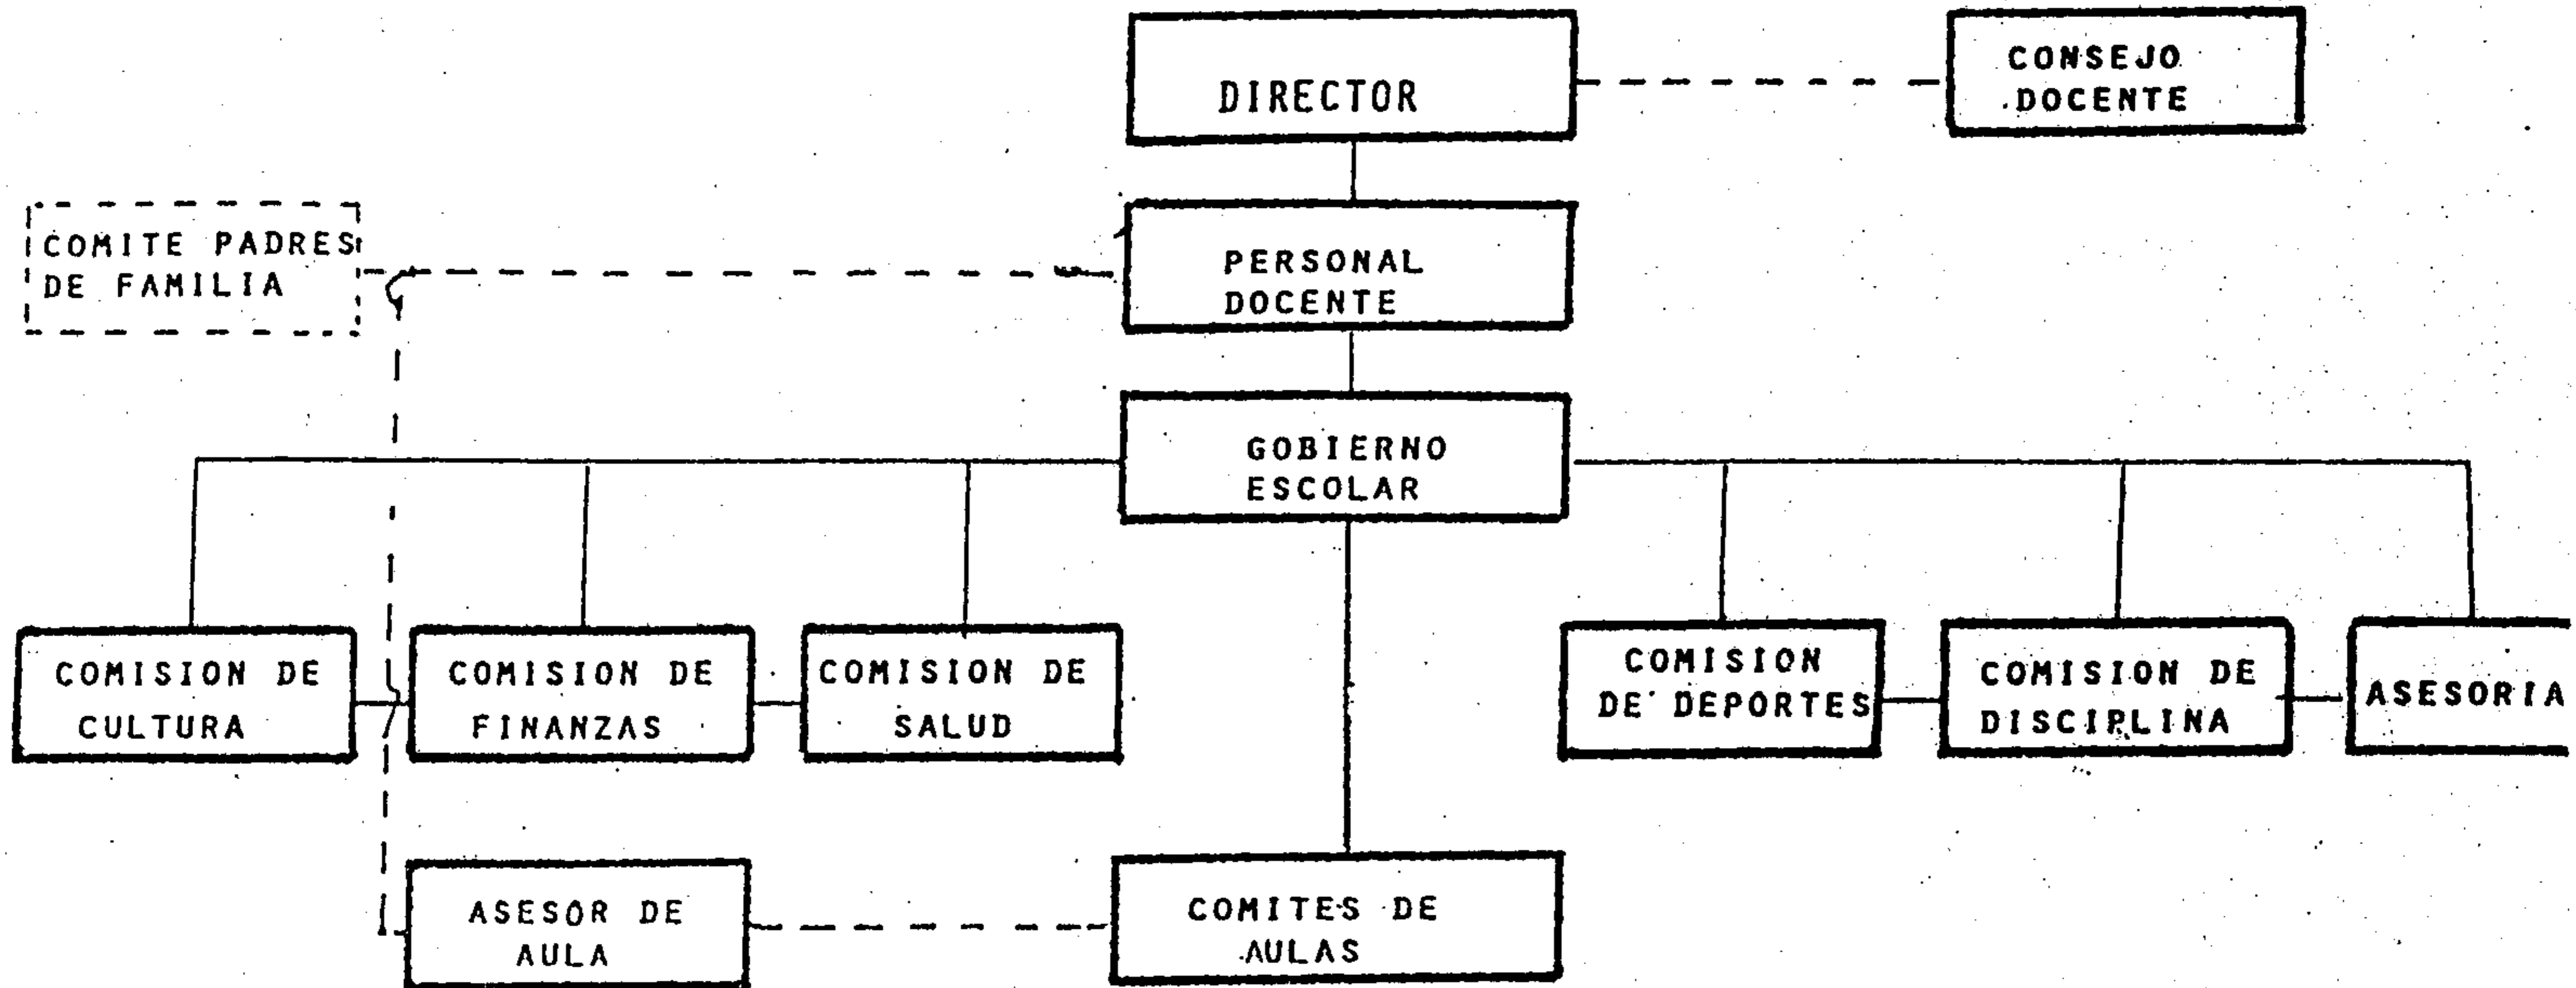 DIRECTOR
CONSEJO
DOCENTE
COMITE PADRES
DE FAMILIA
PERSONAL
DOCENTE
GOBIERNO
ESCOLAR
COMISION DE
CULTURA
COMISION DE
FINANZAS
COMISION DE
SALUD
COMISION
DE DEPORTES
COMISION DE
DISCIPLINA
ASESORIA
ASESOR DE
AULA
COMITES DE
AULAS